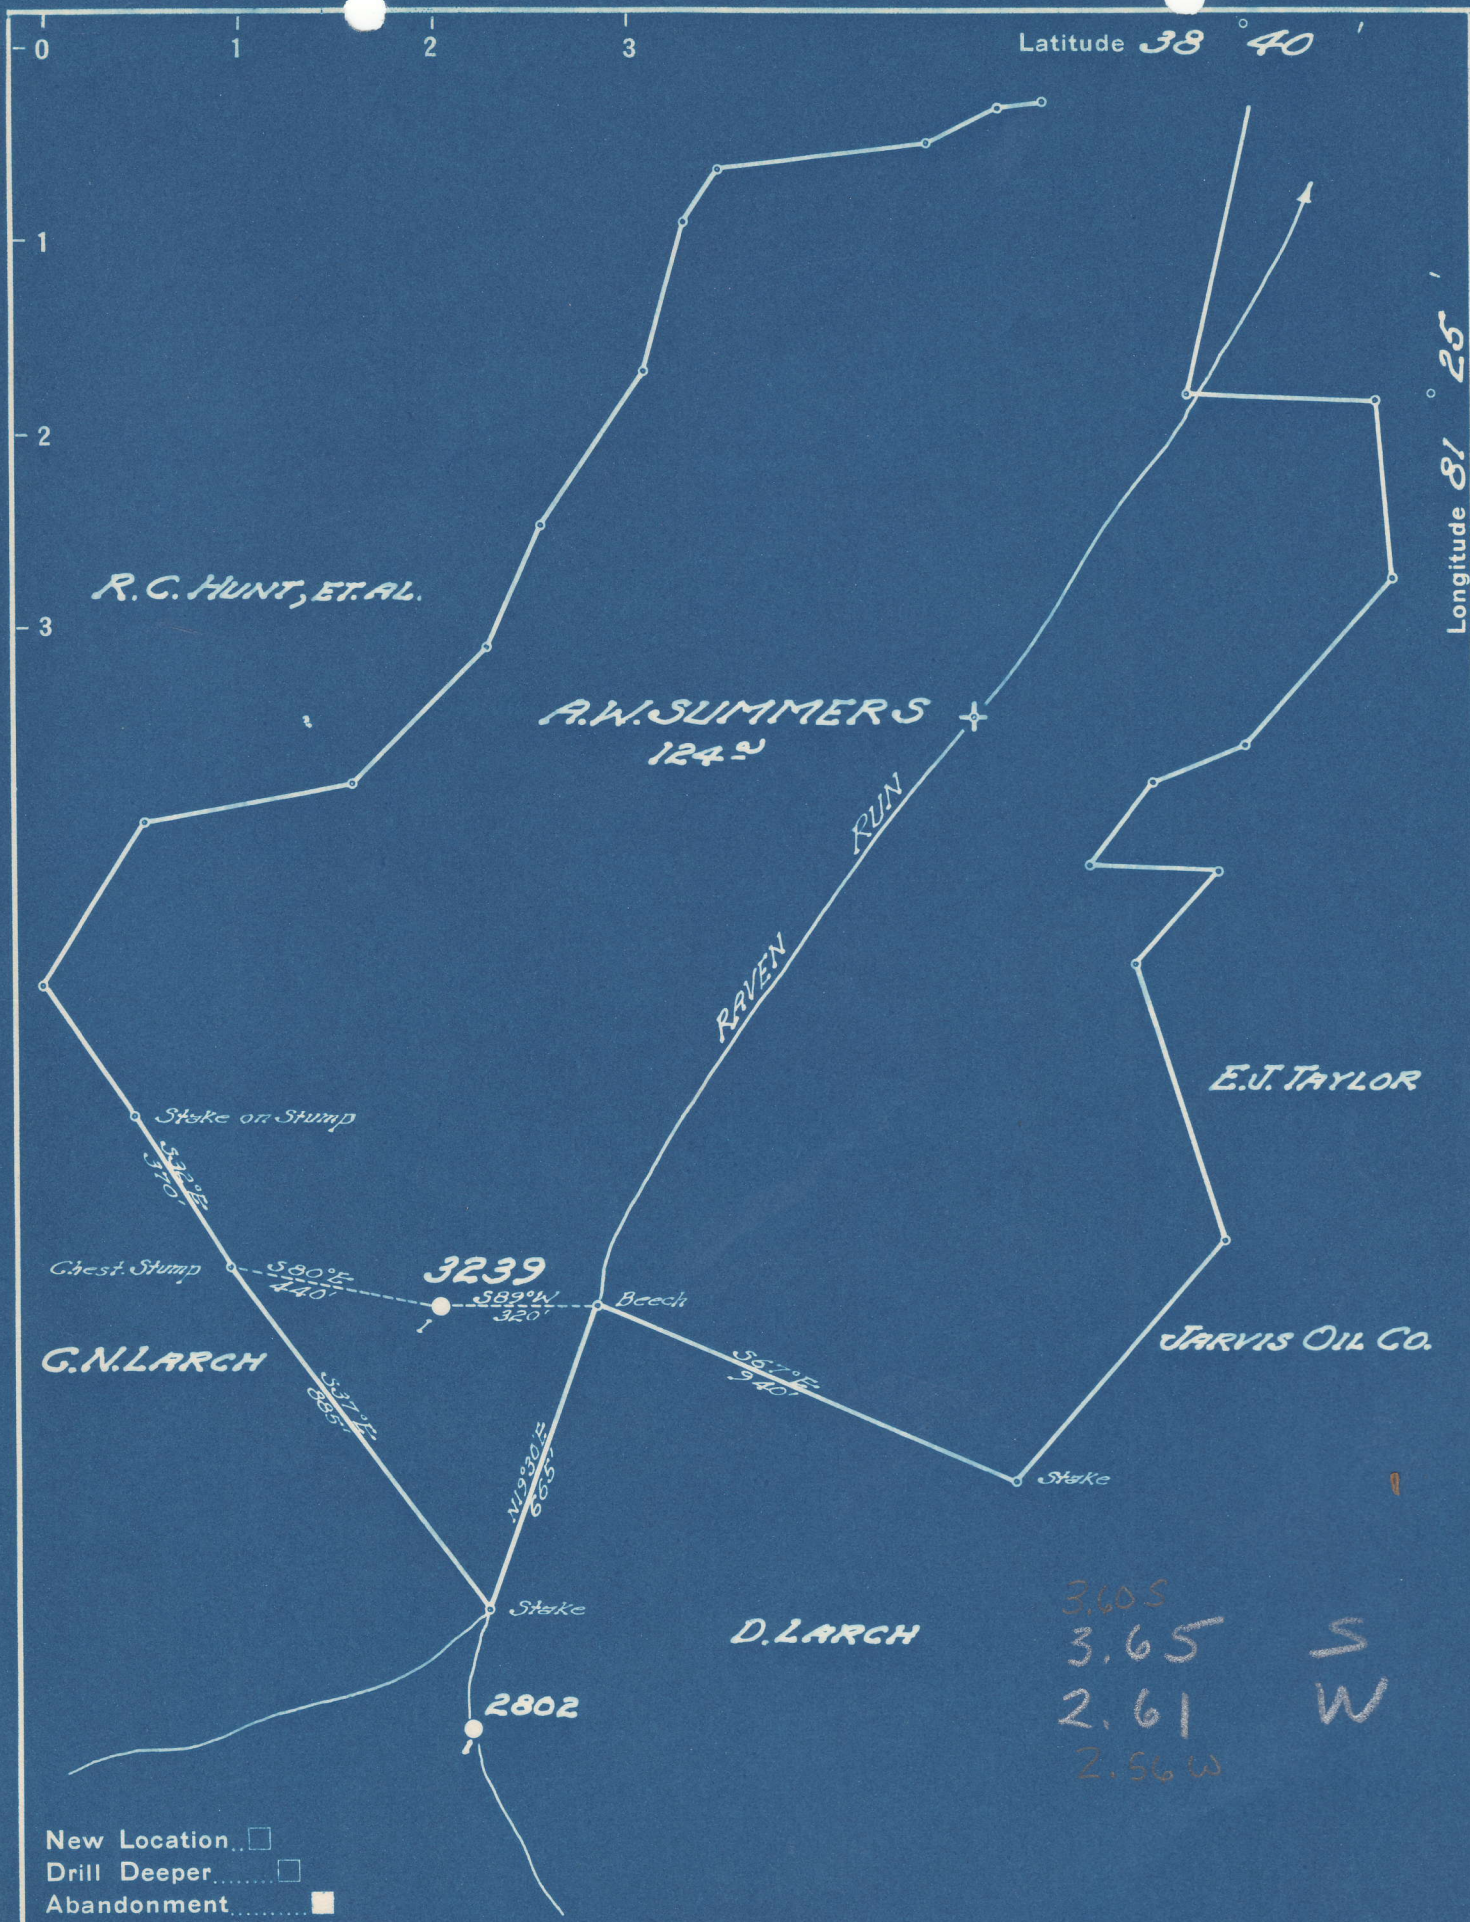 0 1 2 3
Latitude 38° 40'
1
2
3
Longitude 81° 25'
R.C. HUNT, ET. AL.
A.W. SUMMERS
124 a
RUN
RAVEN
E.J. TAYLOR
Stake on Stump
S32°E
370'
Chest. Stump
S80°E
440'
3239
1
S89°W
320'
Beech
G.N. LARCH
JARVIS OIL CO.
S67°E
940'
S37°E
885'
N19°30'E
665'
Stake
Stake
D. LARCH
3.60 S
3.65 S
2.61 W
2.56 W
2802
1
New Location
Drill Deeper
Abandonment